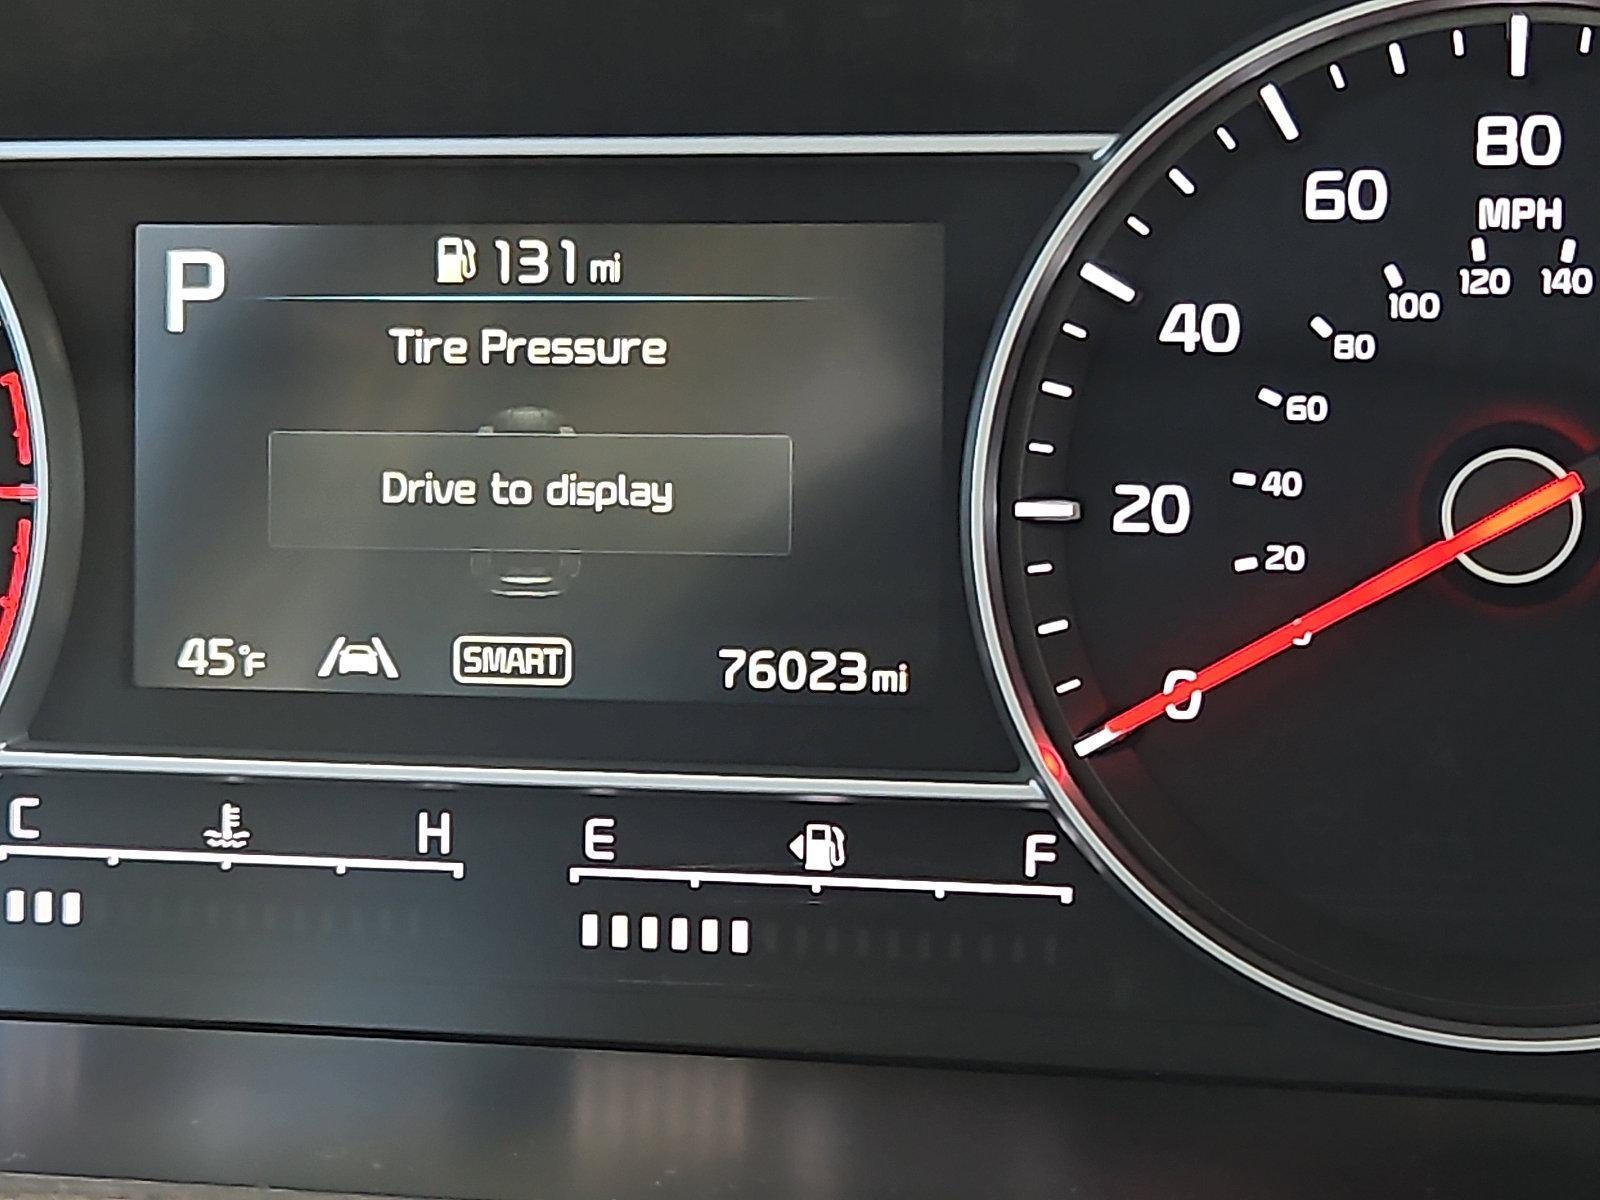 P
131 mi
Tire Pressure
Drive to display
45°F
SMART
76023 mi
C
H
E
F
80
MPH
60
120
140
100
40
80
60
20
40
20
0